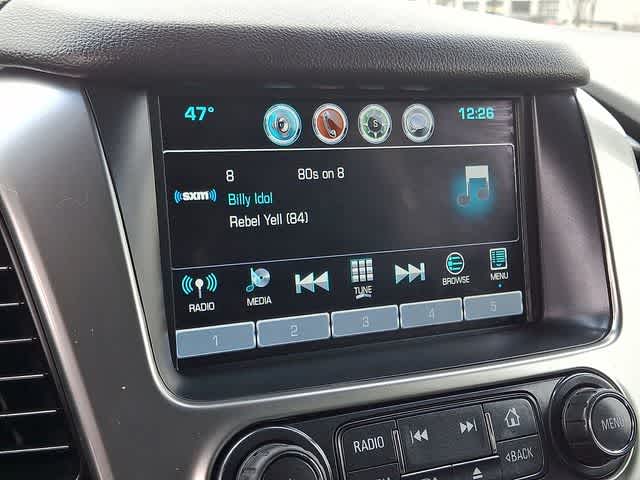 47° S 12:26
8 80s on 8
sxm Billy Idol
Rebel Yell (84)
RADIO MEDIA TUNE BROWSE MENU
1 2 3 4 5
RADIO MENU
<BACK